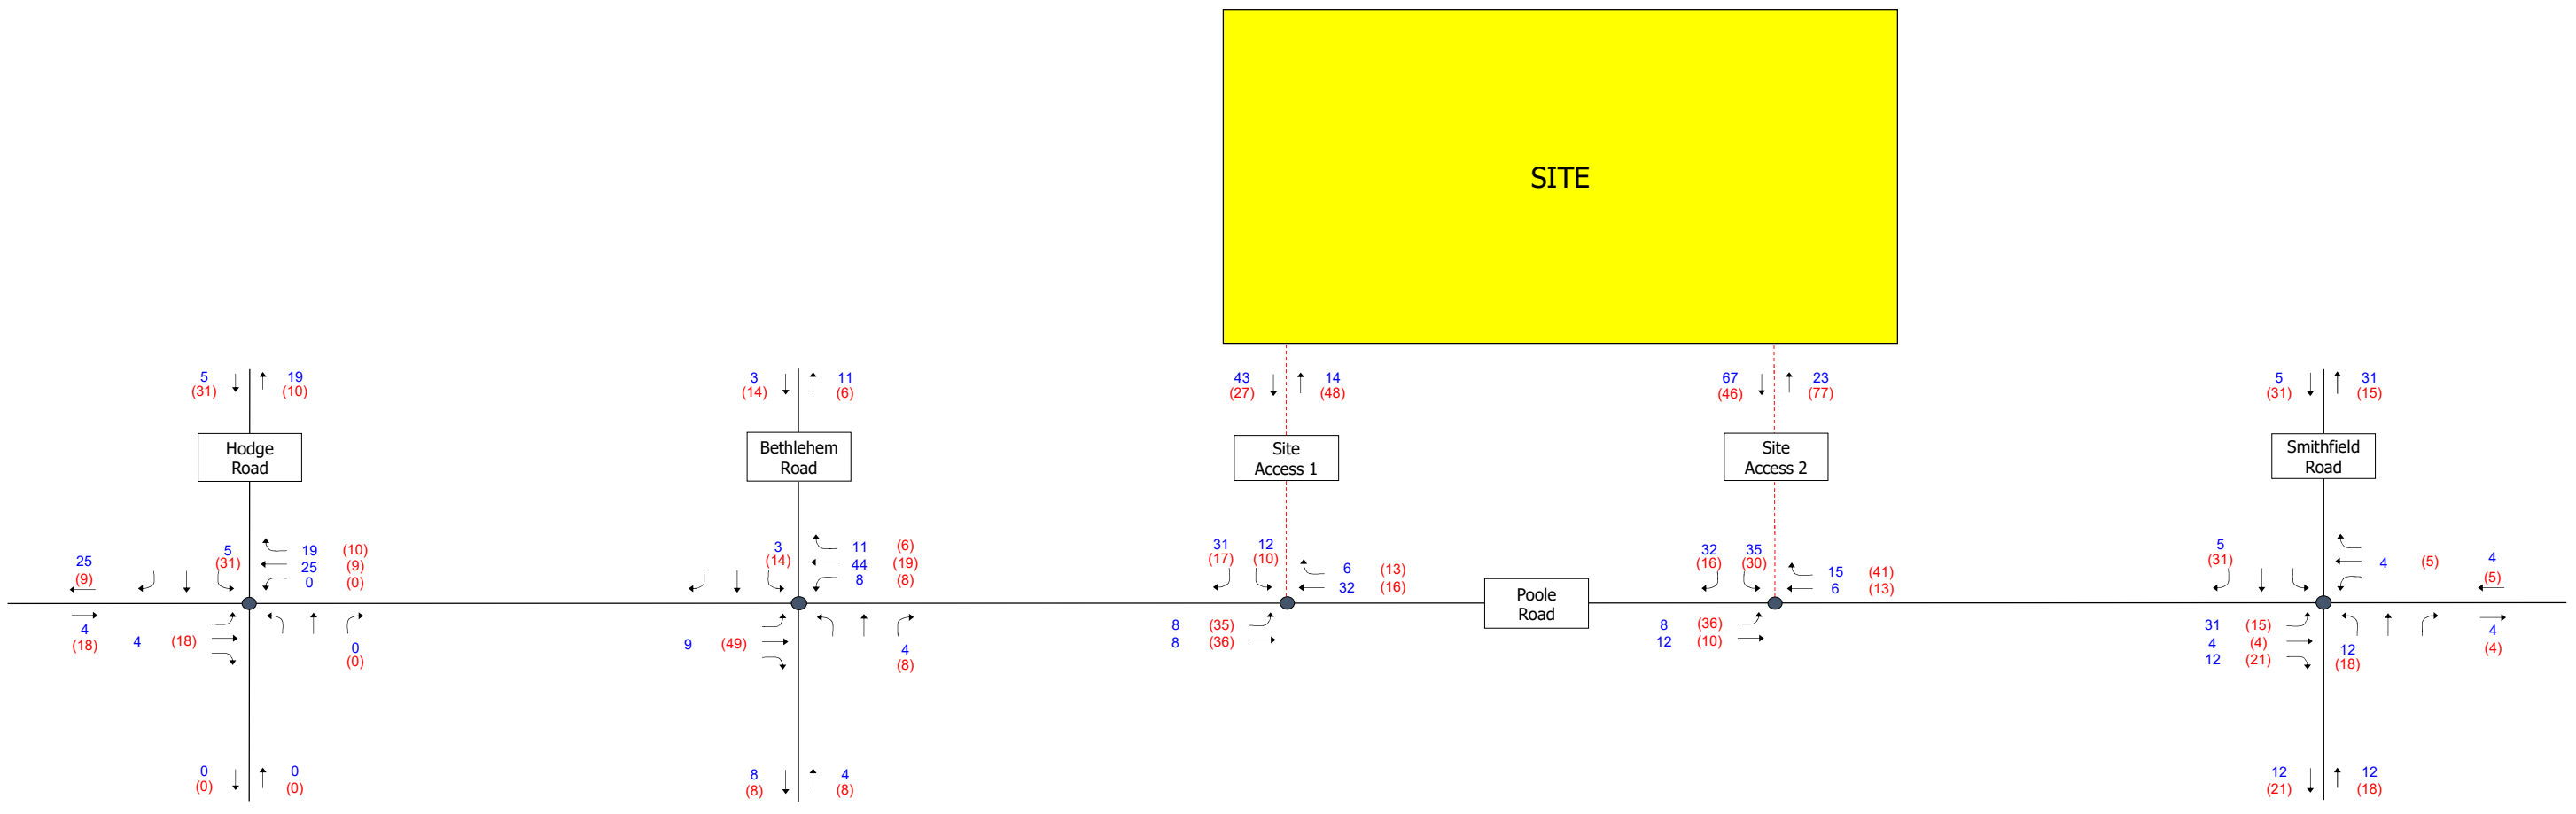 SITE
5 19 3 11 43 14 67 23 5 31
(31) (10) (14) (6) (27) (48) (46) (77) (31) (15)
Hodge
Road
Bethlehem
Road
Site
Access 1
Site
Access 2
Smithfield
Road
25
(9)
5
(31)
19 (10)
25 (9)
0 (0)
4
(18)
4 (18)
0
(0)
3
(14)
11 (6)
44 (19)
8 (8)
9 (49)
4
(8)
31 12
(17) (10)
6 (13)
32 (16)
8 (35)
8 (36)
Poole
Road
32 35
(16) (30)
15 (41)
6 (13)
8 (36)
12 (10)
5
(31)
4 (5)
4
(5)
31 (15)
4 (4)
12 (21)
12
(18)
4
(4)
0 0 8 4 12 12
(0) (0) (8) (8) (21) (18)